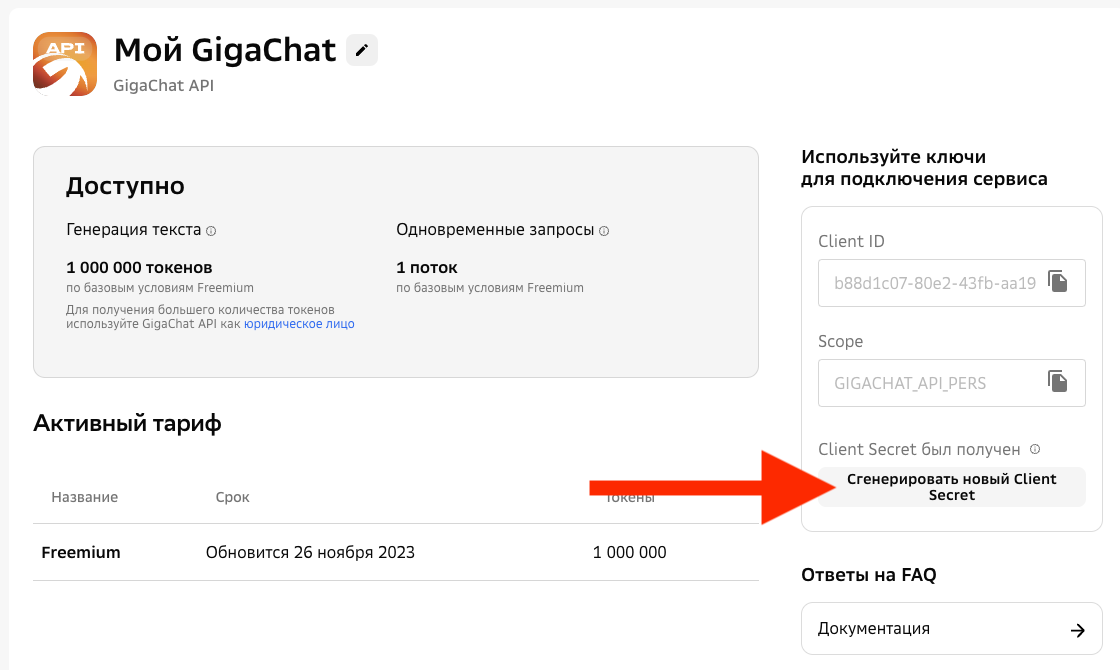 API
Мой GigaChat
GigaChat API
Доступно
Генерация текста
1 000 000 токенов
по базовым условиям Freemium
Для получения большего количества токенов
используйте GigaChat API как юридическое лицо
Одновременные запросы
1 поток
по базовым условиям Freemium
Активный тариф
Название Срок Токены
Freemium Обновится 26 ноября 2023 1 000 000
Используйте ключи
для подключения сервиса
Client ID
b88d1c07-80e2-43fb-aa19
Scope
GIGACHAT_API_PERS
Client Secret был получен
Сгенерировать новый Client
Secret
Ответы на FAQ
Документация